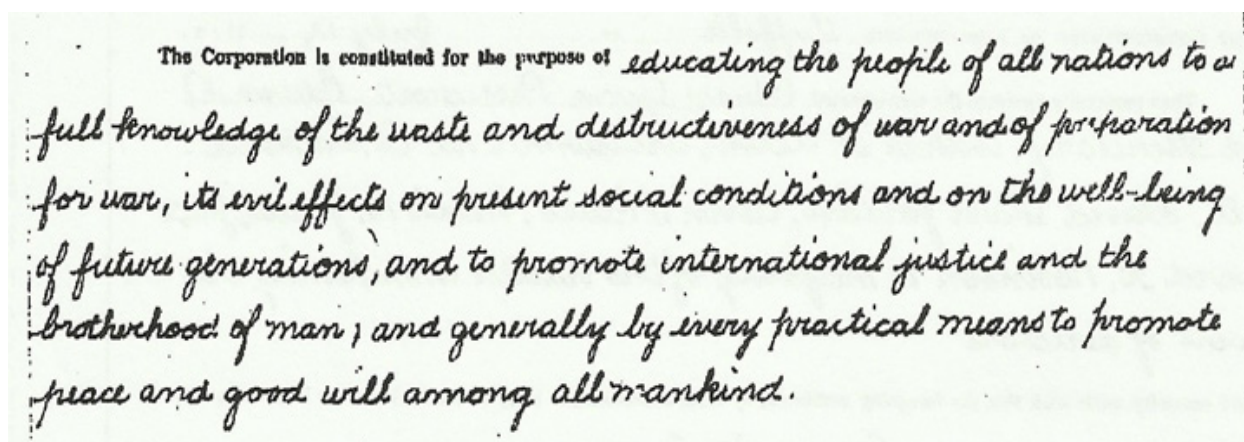 The Corporation is constituted for the purpose of educating the people of all nations to a
full knowledge of the waste and destructiveness of war and of preparation
for war, its evil effects on present social conditions and on the well-being
of future generations, and to promote international justice and the
brotherhood of man; and generally by every practical means to promote
peace and good will among all mankind.